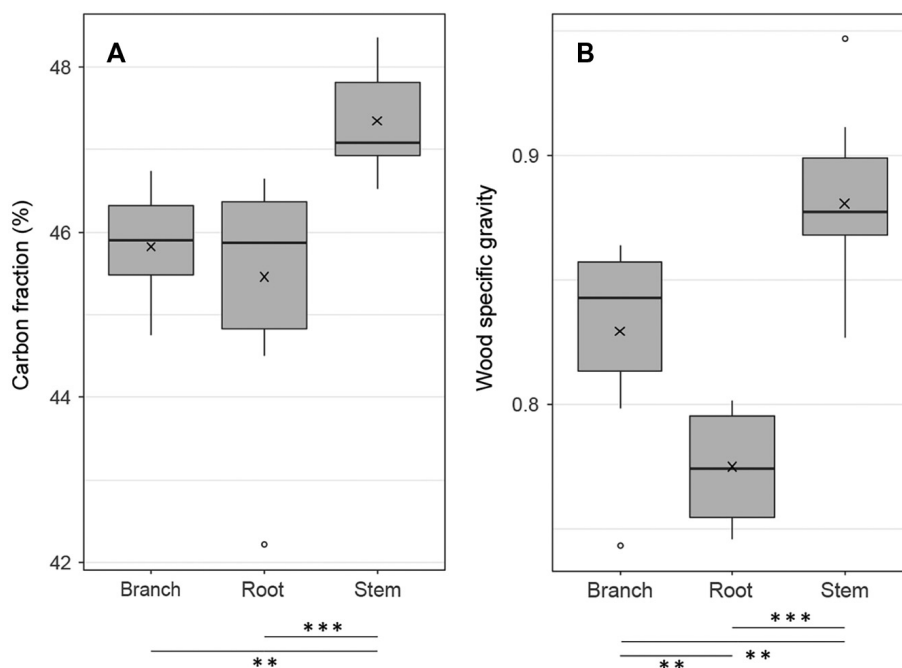 A
Carbon fraction (%)
48
46
44
42
Branch Root Stem
***
**
B
Wood specific gravity
0.9
0.8
Branch Root Stem
***
**
**